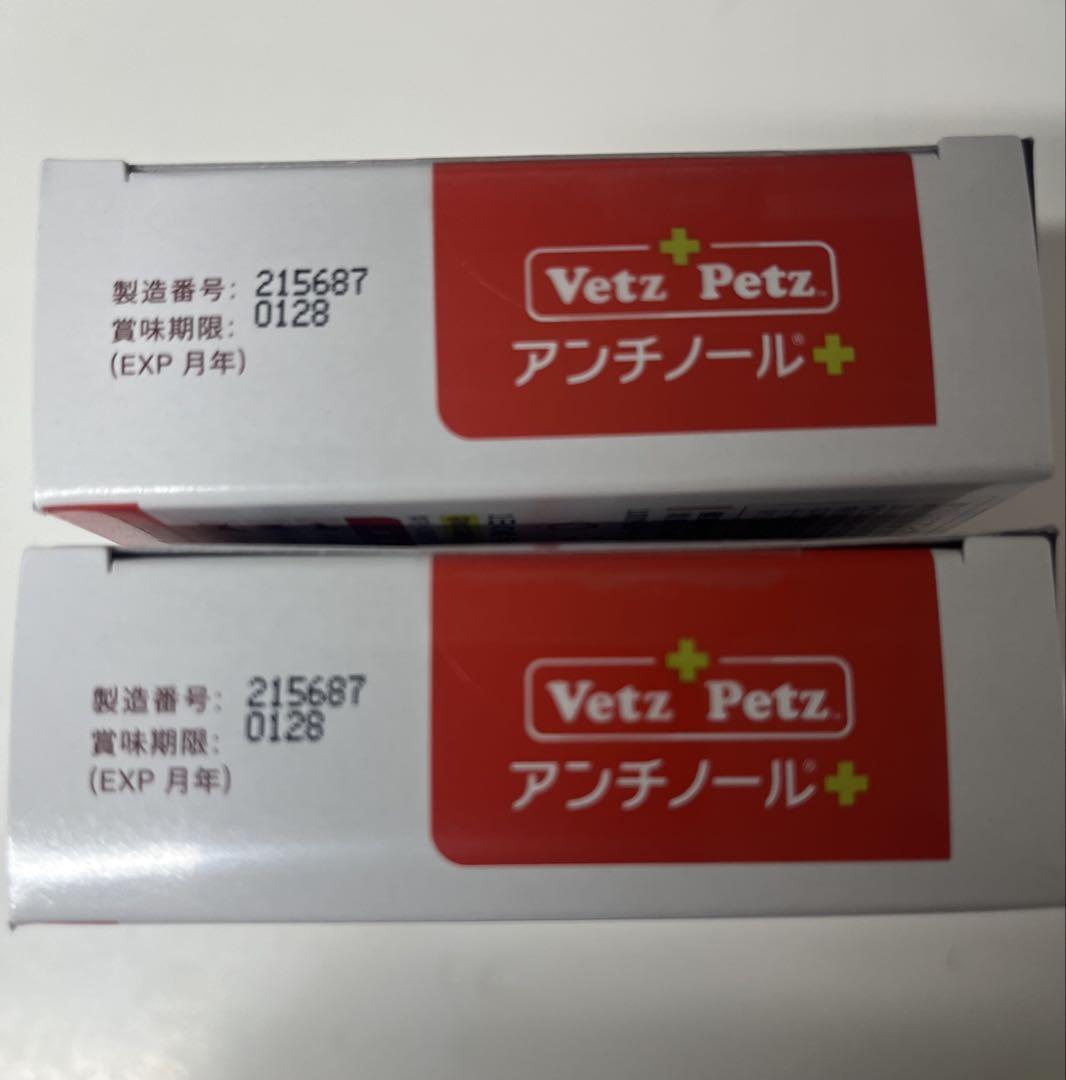 製造番号: 215687
賞味期限: 0128
(EXP 月年)
Vetz Petz™
アンチノール®
製造番号: 215687
賞味期限: 0128
(EXP 月年)
Vetz Petz™
アンチノール®